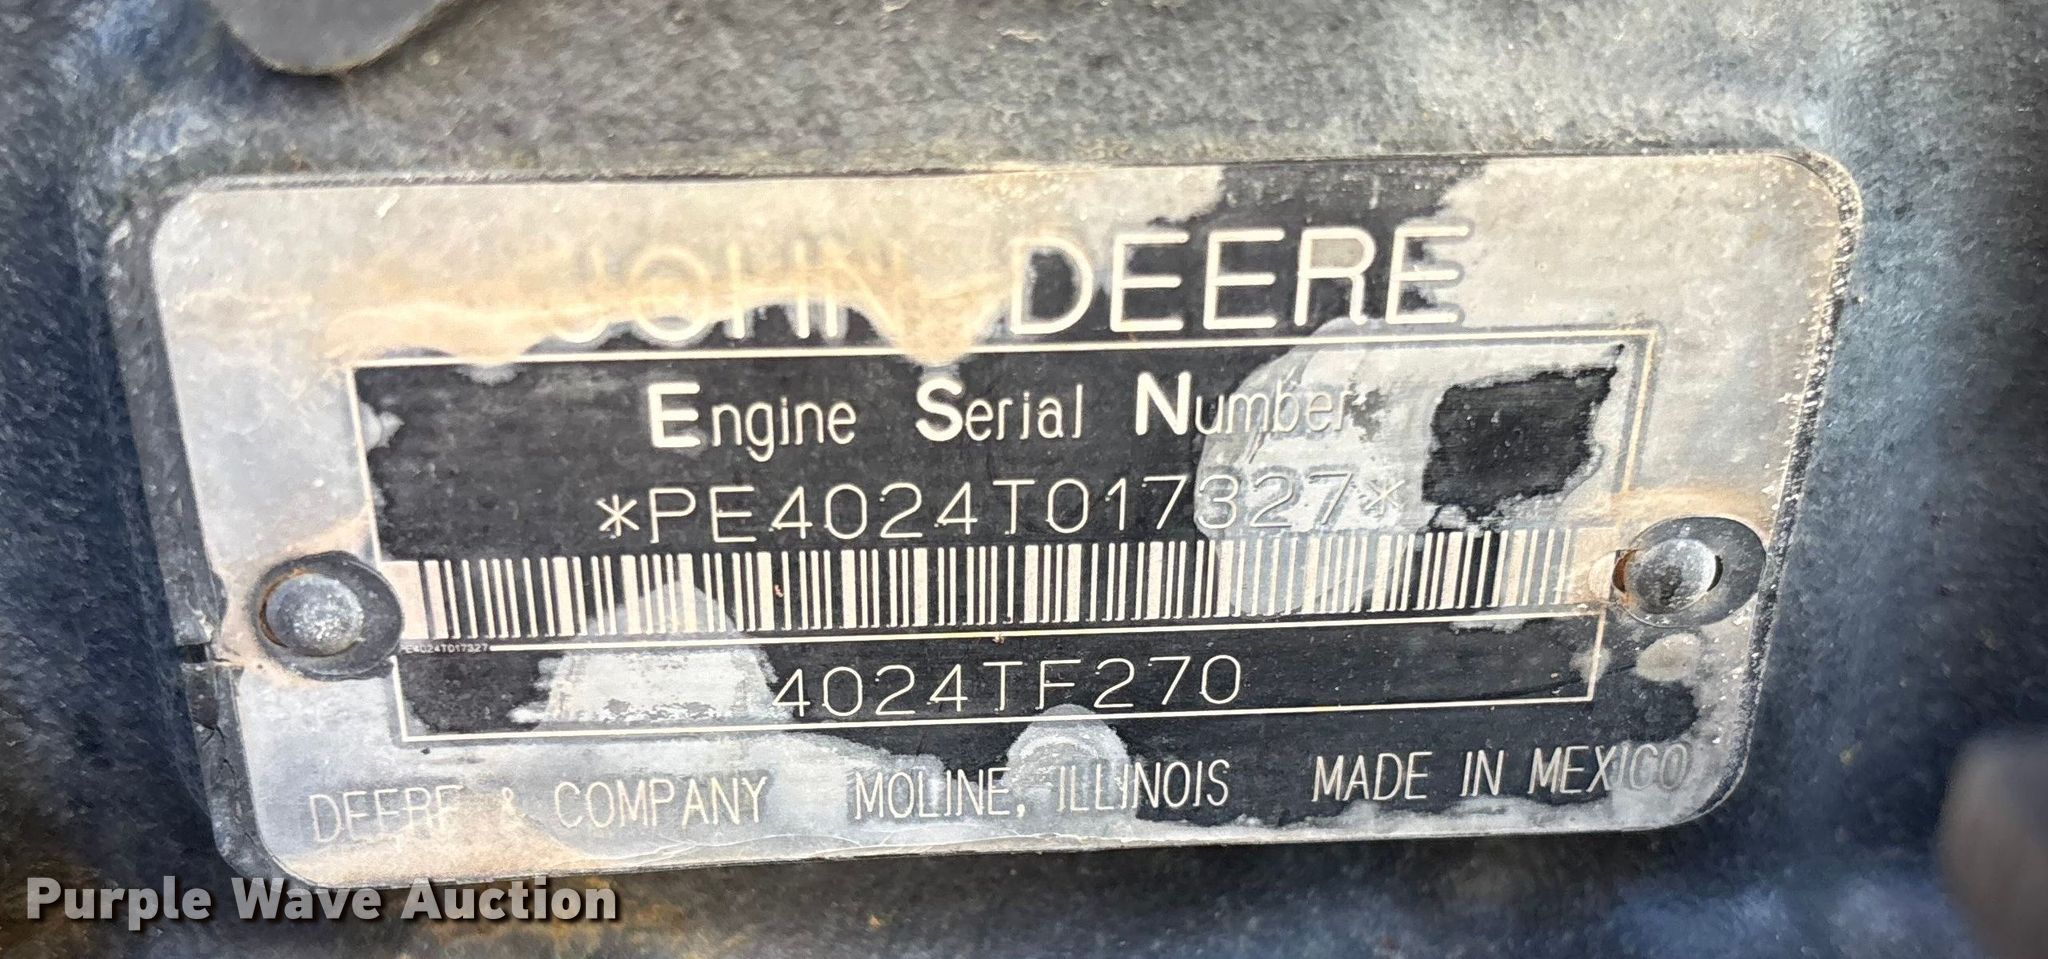 JOHN DEERE
Engine Serial Number
*PE4024T017327*
PE4024T017327
4024TF270
DEERE & COMPANY MOLINE, ILLINOIS MADE IN MEXICO
Purple Wave Auction